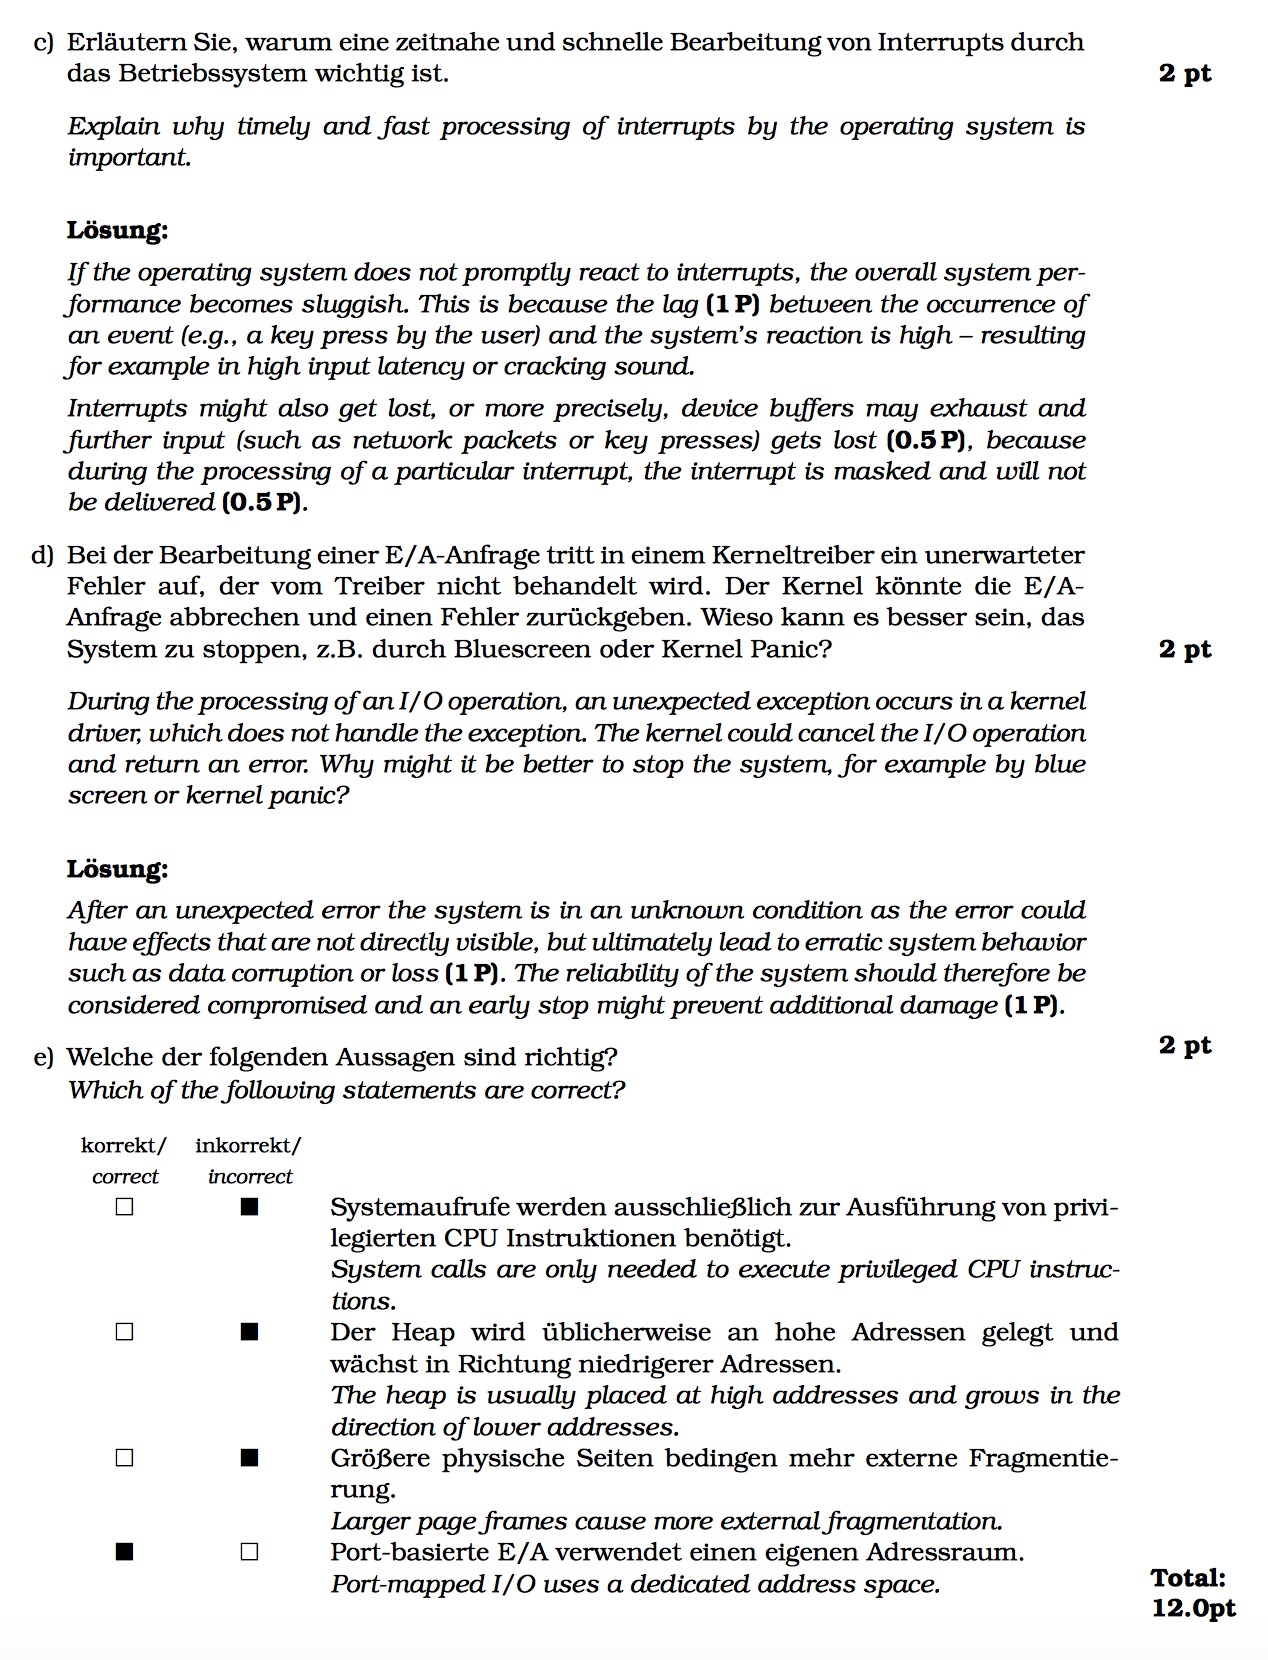 c) Erläutern Sie, warum eine zeitnahe und schnelle Bearbeitung von Interrupts durch
das Betriebssystem wichtig ist. 2 pt
Explain why timely and fast processing of interrupts by the operating system is
important.
Lösung:
If the operating system does not promptly react to interrupts, the overall system per-
formance becomes sluggish. This is because the lag (1 P) between the occurrence of
an event (e.g., a key press by the user) and the system's reaction is high – resulting
for example in high input latency or cracking sound.
Interrupts might also get lost, or more precisely, device buffers may exhaust and
further input (such as network packets or key presses) gets lost (0.5 P), because
during the processing of a particular interrupt, the interrupt is masked and will not
be delivered (0.5 P).
d) Bei der Bearbeitung einer E/A-Anfrage tritt in einem Kerneltreiber ein unerwarteter
Fehler auf, der vom Treiber nicht behandelt wird. Der Kernel könnte die E/A-
Anfrage abbrechen und einen Fehler zurückgeben. Wieso kann es besser sein, das
System zu stoppen, z.B. durch Bluescreen oder Kernel Panic? 2 pt
During the processing of an I/O operation, an unexpected exception occurs in a kernel
driver, which does not handle the exception. The kernel could cancel the I/O operation
and return an error. Why might it be better to stop the system, for example by blue
screen or kernel panic?
Lösung:
After an unexpected error the system is in an unknown condition as the error could
have effects that are not directly visible, but ultimately lead to erratic system behavior
such as data corruption or loss (1 P). The reliability of the system should therefore be
considered compromised and an early stop might prevent additional damage (1 P).
e) Welche der folgenden Aussagen sind richtig? 2 pt
Which of the following statements are correct?
korrekt/ inkorrekt/
correct incorrect
☐ ■ Systemaufrufe werden ausschließlich zur Ausführung von privi-
legierten CPU Instruktionen benötigt.
System calls are only needed to execute privileged CPU instruc-
tions.
☐ ■ Der Heap wird üblicherweise an hohe Adressen gelegt und
wächst in Richtung niedrigerer Adressen.
The heap is usually placed at high addresses and grows in the
direction of lower addresses.
☐ ■ Größere physische Seiten bedingen mehr externe Fragmentie-
rung.
Larger page frames cause more external fragmentation.
■ ☐ Port-basierte E/A verwendet einen eigenen Adressraum.
Port-mapped I/O uses a dedicated address space.
Total:
12.0pt